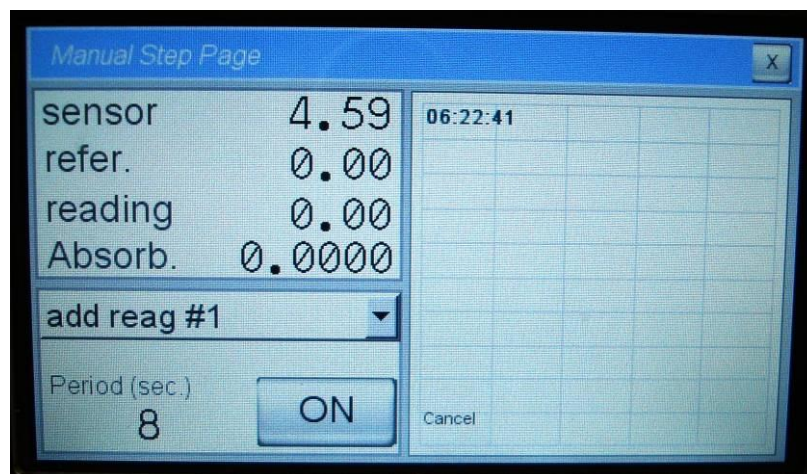 Manual Step Page
X
sensor 4.59
refer. 0.00
reading 0.00
Absorb. 0.0000
add reag #1
Period (sec.)
8
ON
06:22:41
Cancel